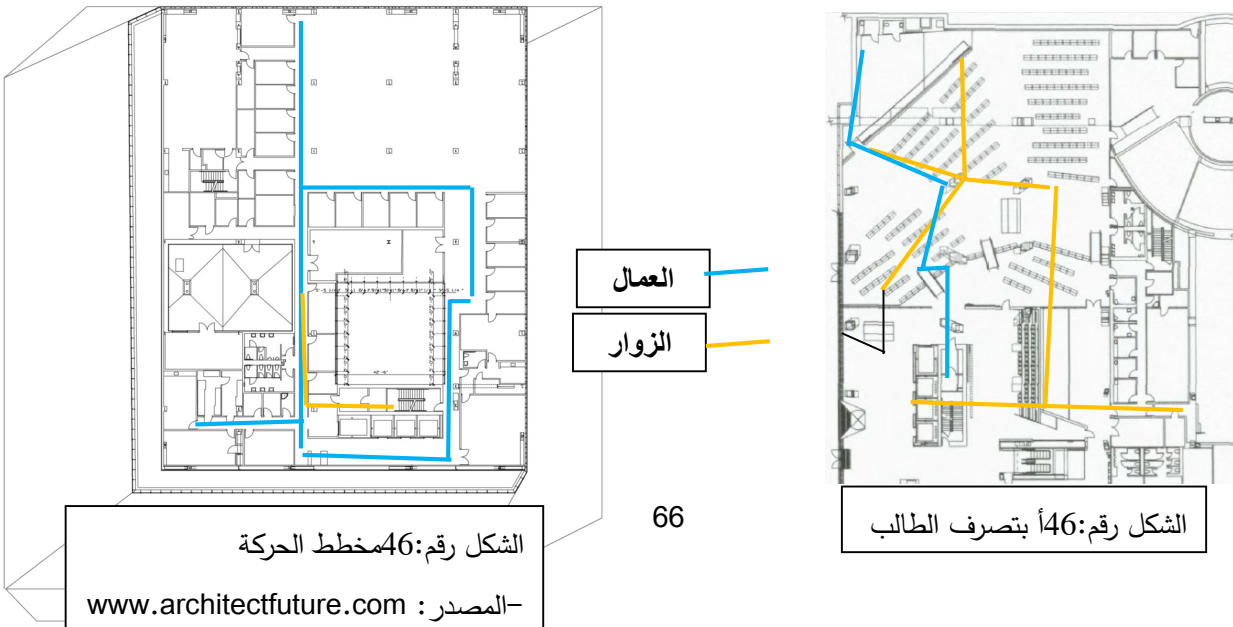 العمال
الزوار
66
الشكل رقم:46أ بتصرف الطالب
الشكل رقم:46مخطط الحركة
-المصدر: www.architectfuture.com